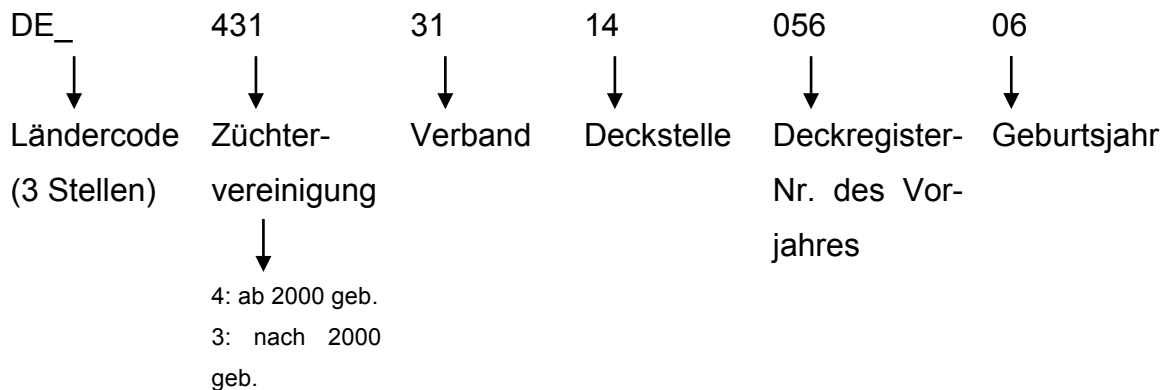 DE_ 431 31 14 056 06
Ländercode Züchter- Verband Deckstelle Deckregister- Geburtsjahr
(3 Stellen) vereinigung Nr. des Vor-
jahres
4: ab 2000 geb.
3: nach 2000
geb.